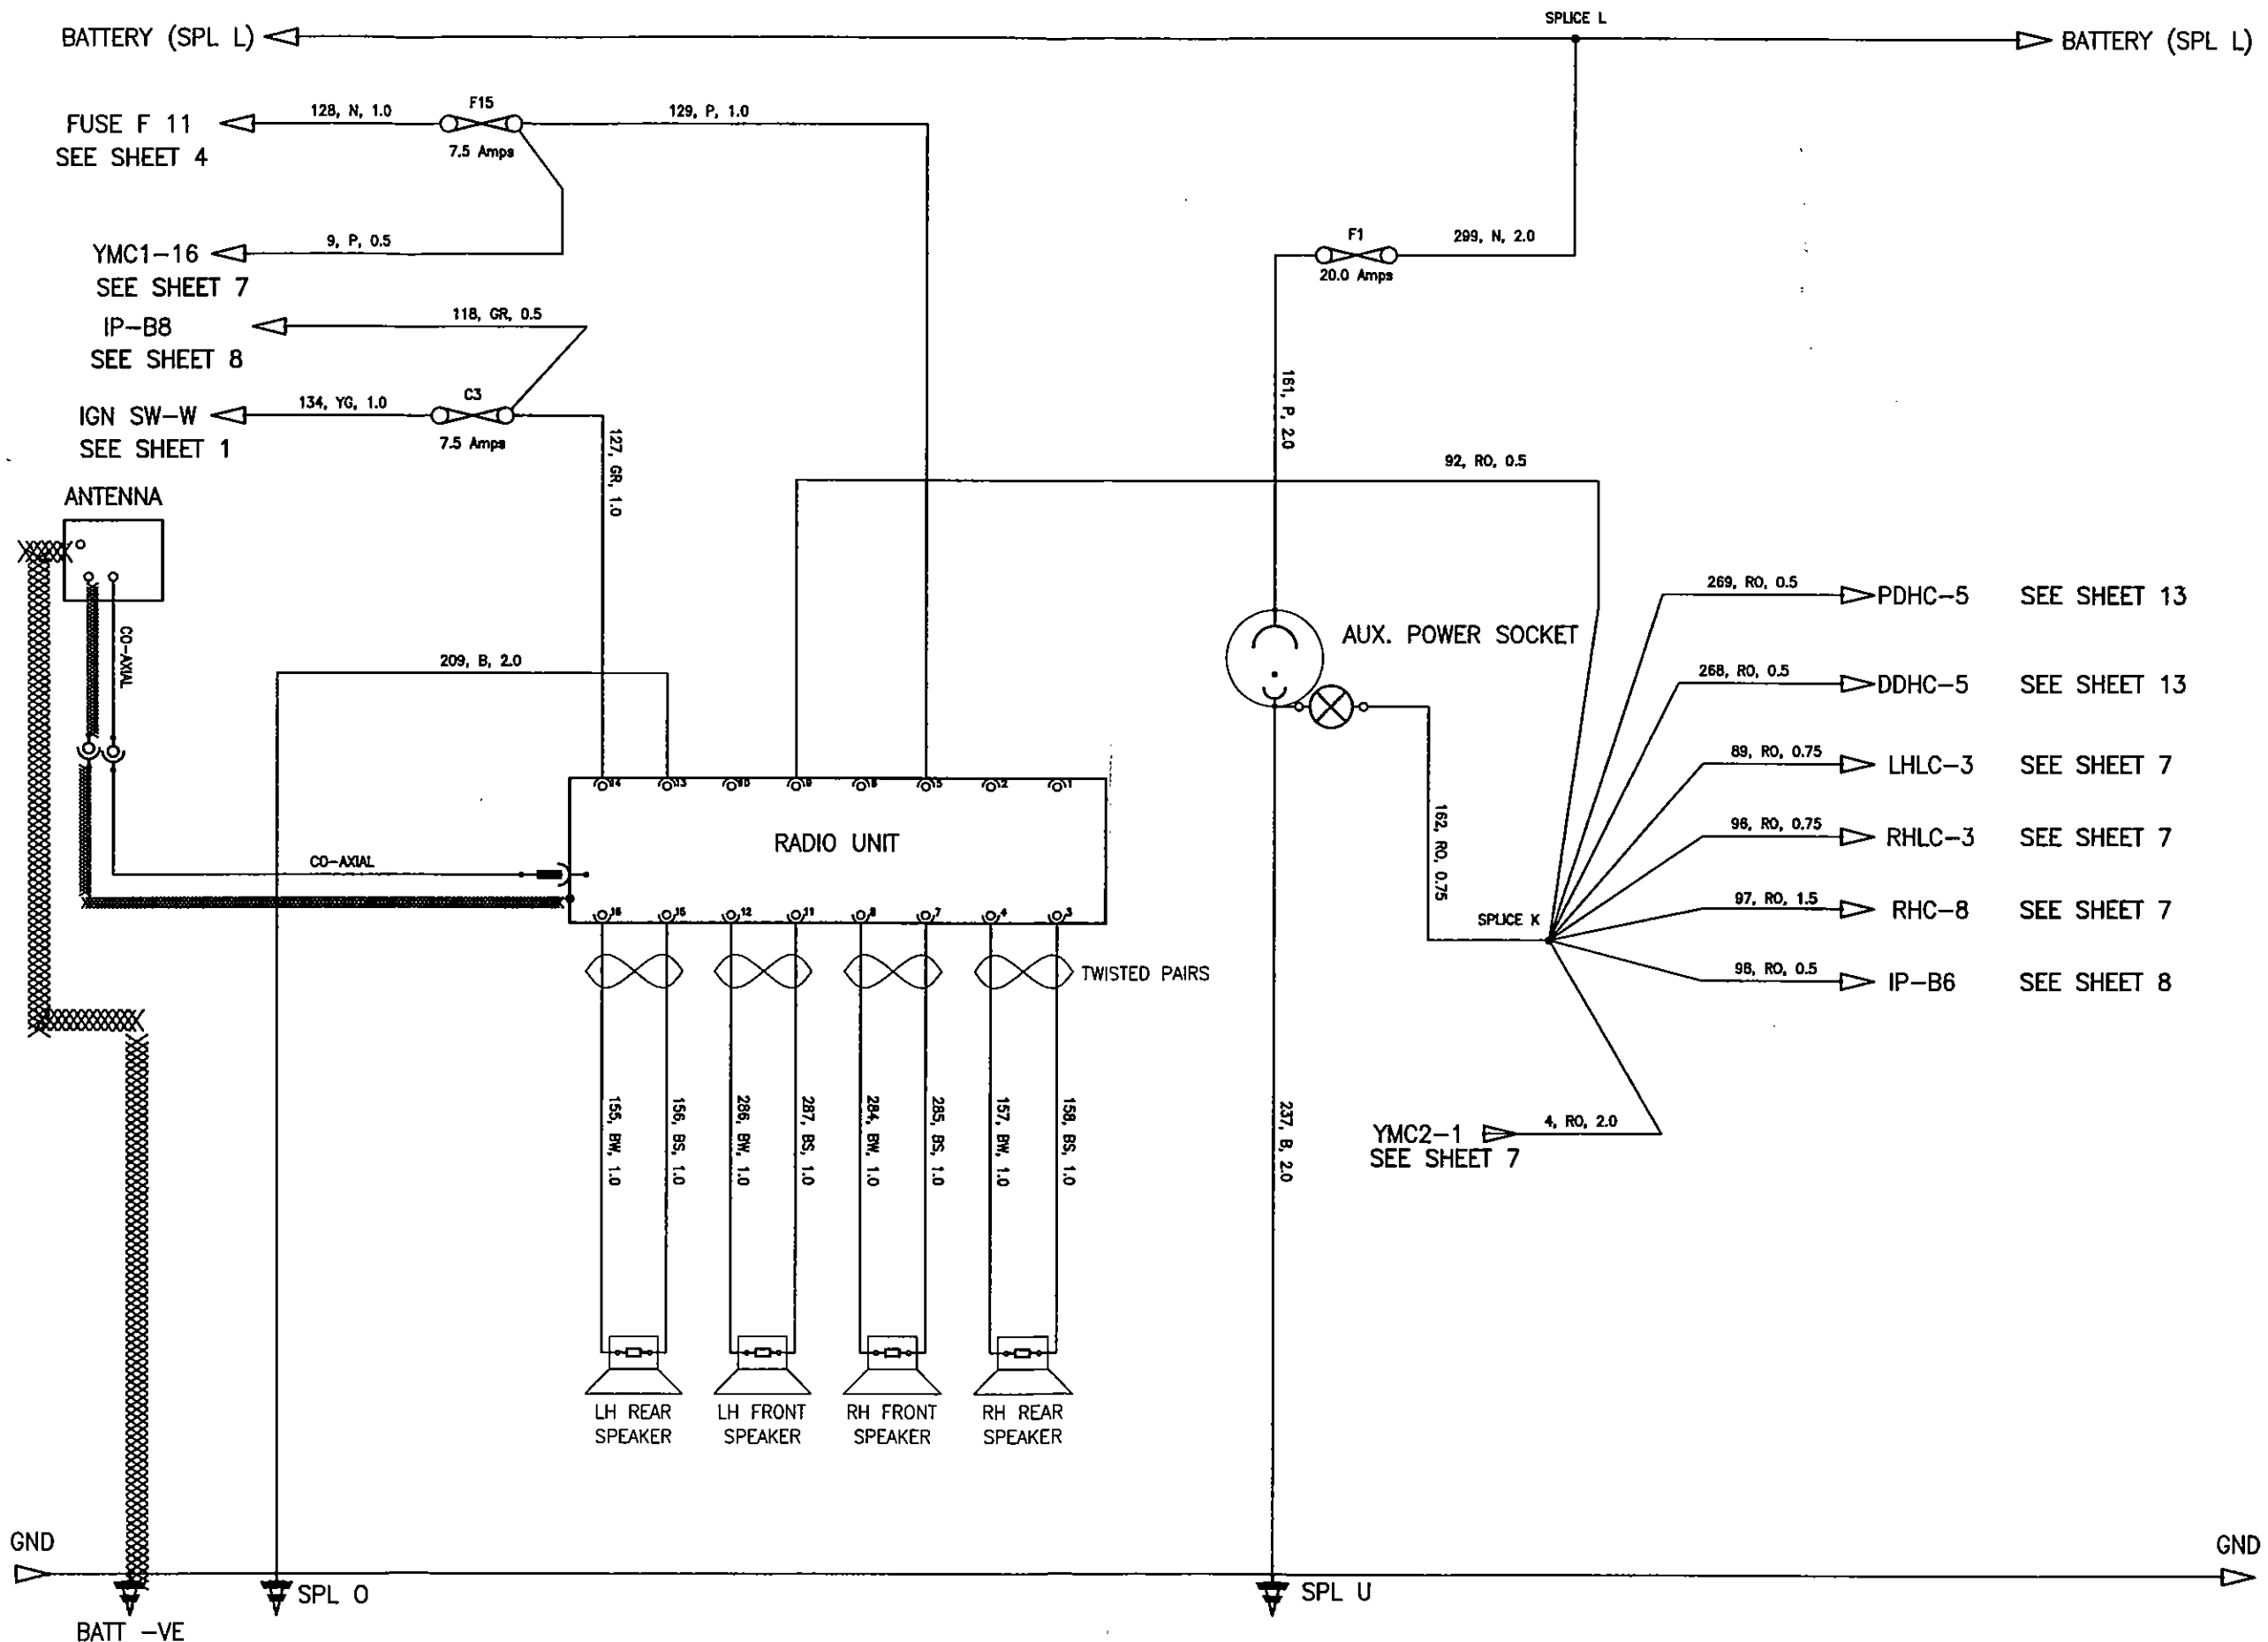 SPLICE L
BATTERY (SPL L)
BATTERY (SPL L)
FUSE F 11
SEE SHEET 4
128, N, 1.0
F15
7.5 Amps
129, P, 1.0
YMC1-16
SEE SHEET 7
9, P, 0.5
IP-B8
SEE SHEET 8
118, GR, 0.5
IGN SW-W
SEE SHEET 1
134, YG, 1.0
C3
7.5 Amps
127, GR, 1.0
F1
20.0 Amps
299, N, 2.0
161, P, 2.0
92, RO, 0.5
ANTENNA
CO-AXIAL
209, B, 2.0
AUX. POWER SOCKET
269, RO, 0.5
PDHC-5 SEE SHEET 13
268, RO, 0.5
DDHC-5 SEE SHEET 13
89, RO, 0.75
LHLC-3 SEE SHEET 7
96, RO, 0.75
RHLC-3 SEE SHEET 7
97, RO, 1.5
RHC-8 SEE SHEET 7
98, RO, 0.5
IP-B6 SEE SHEET 8
162, RO, 0.75
SPLICE K
4, RO, 2.0
YMC2-1
SEE SHEET 7
13 15 12 1
RADIO UNIT
CO-AXIAL
12 11 7 4 3
TWISTED PAIRS
155, BW, 1.0
156, BS, 1.0
286, BW, 1.0
287, BS, 1.0
284, BW, 1.0
285, BS, 1.0
157, BW, 1.0
158, BS, 1.0
237, B, 2.0
LH REAR
SPEAKER
LH FRONT
SPEAKER
RH FRONT
SPEAKER
RH REAR
SPEAKER
GND
GND
SPL O
SPL U
BATT -VE